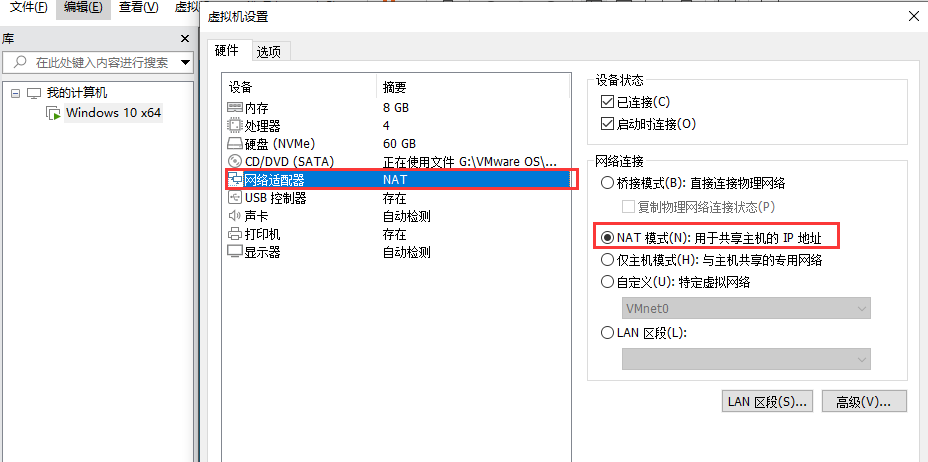 文件(F) 编辑(E) 查看(V)
虚拟机设置
库
在此处键入内容进行搜索
我的计算机
Windows 10 x64
硬件 选项
设备 摘要
内存 8 GB
处理器 4
硬盘 (NVMe) 60 GB
CD/DVD (SATA) 正在使用文件 G:\VMware OS\...
网络适配器 NAT
USB 控制器 存在
声卡 自动检测
打印机 存在
显示器 自动检测
设备状态
已连接(C)
启动时连接(O)
网络连接
桥接模式(B): 直接连接物理网络
复制物理网络连接状态(P)
NAT 模式(N): 用于共享主机的 IP 地址
仅主机模式(H): 与主机共享的专用网络
自定义(U): 特定虚拟网络
VMnet0
LAN 区段(L):
LAN 区段(S)... 高级(V)...